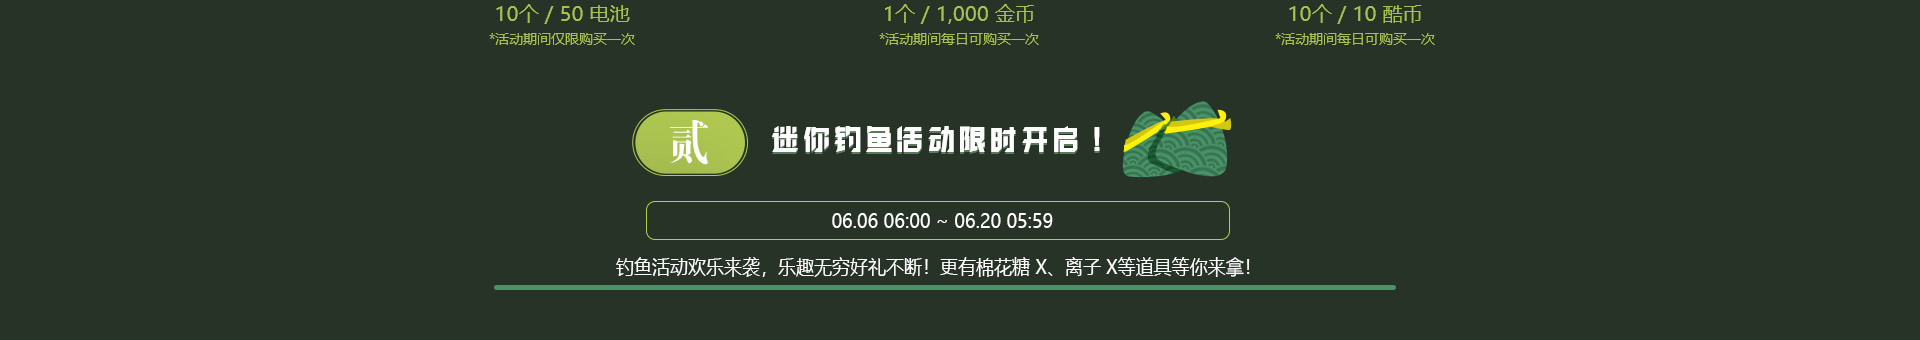 10个 / 50 电池
1个 / 1,000 金币
10个 / 10 酷币
*活动期间仅限购买一次
*活动期间每日可购买一次
*活动期间每日可购买一次
贰
迷你钓鱼活动限时开启！
06.06 06:00 ~ 06.20 05:59
钓鱼活动欢乐来袭，乐趣无穷好礼不断！更有棉花糖 X、离子 X等道具等你来拿！